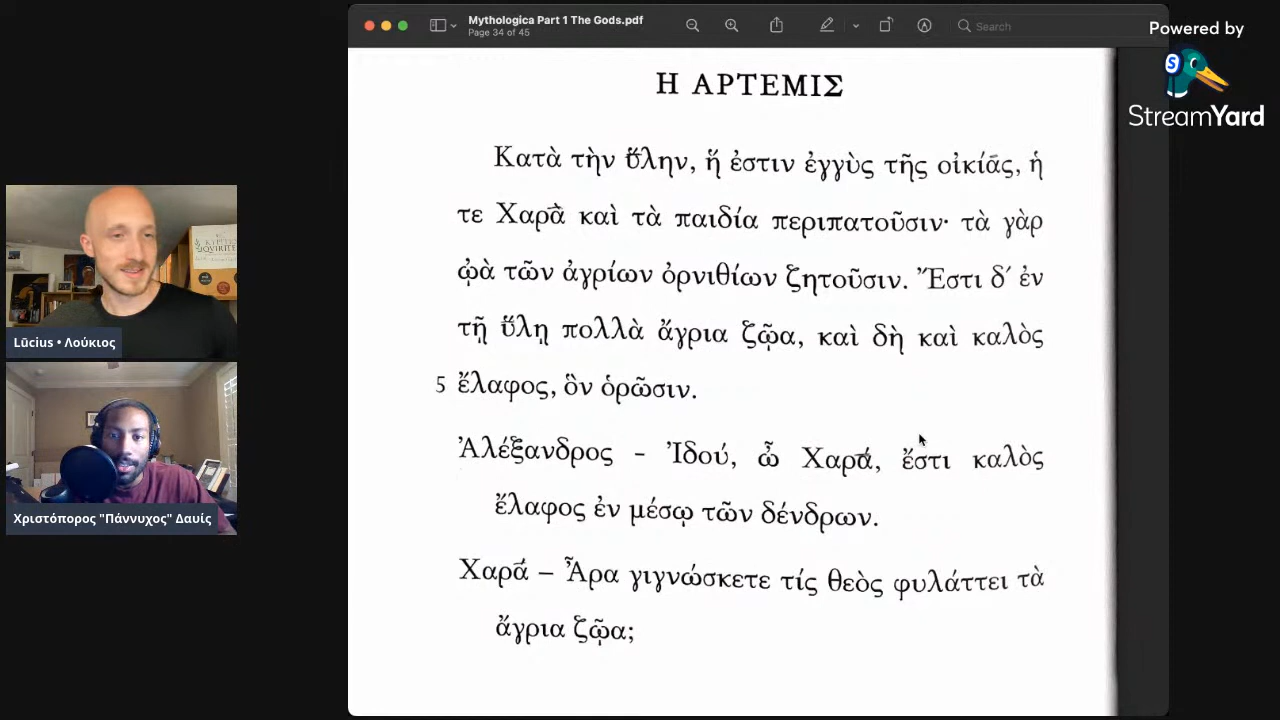 Mythologica Part 1 The Gods.pdf
Page 34 of 45
Search
Powered by
StreamYard
Η ΑΡΤΕΜΙΣ
Κατὰ τὴν ὕ̄λην, ἥ ἐστιν ἐγγὺς τῆς οἰκίᾱς, ἥ
τε Χαρᾱ̀ καὶ τὰ παιδία περιπατοῦσιν· τὰ γὰρ
ᾠὰ τῶν ἀγρίων ὀρνιθίων ζητοῦσιν. Ἔστι δ’ ἐν
τῇ ὕ̄λῃ πολλὰ ἄγρια ζῷα, καὶ δὴ καὶ καλὸς
5 ἔλαφος, ὃν ὁρῶσιν.
Ἀλέξανδρος – Ἰδού, ὦ Χαρᾱ́, ἔστι καλὸς
ἔλαφος ἐν μέσῳ τῶν δένδρων.
Χαρᾱ́ – Ἆρα γιγνώσκετε τίς θεὸς φυλάττει τὰ
ἄγρια ζῷα;
ΚΥΡΙΤΙC
QVIRITE
Lūcius • Λούκιος
Χριστόπορος "Πάννυχος" Δαυίς